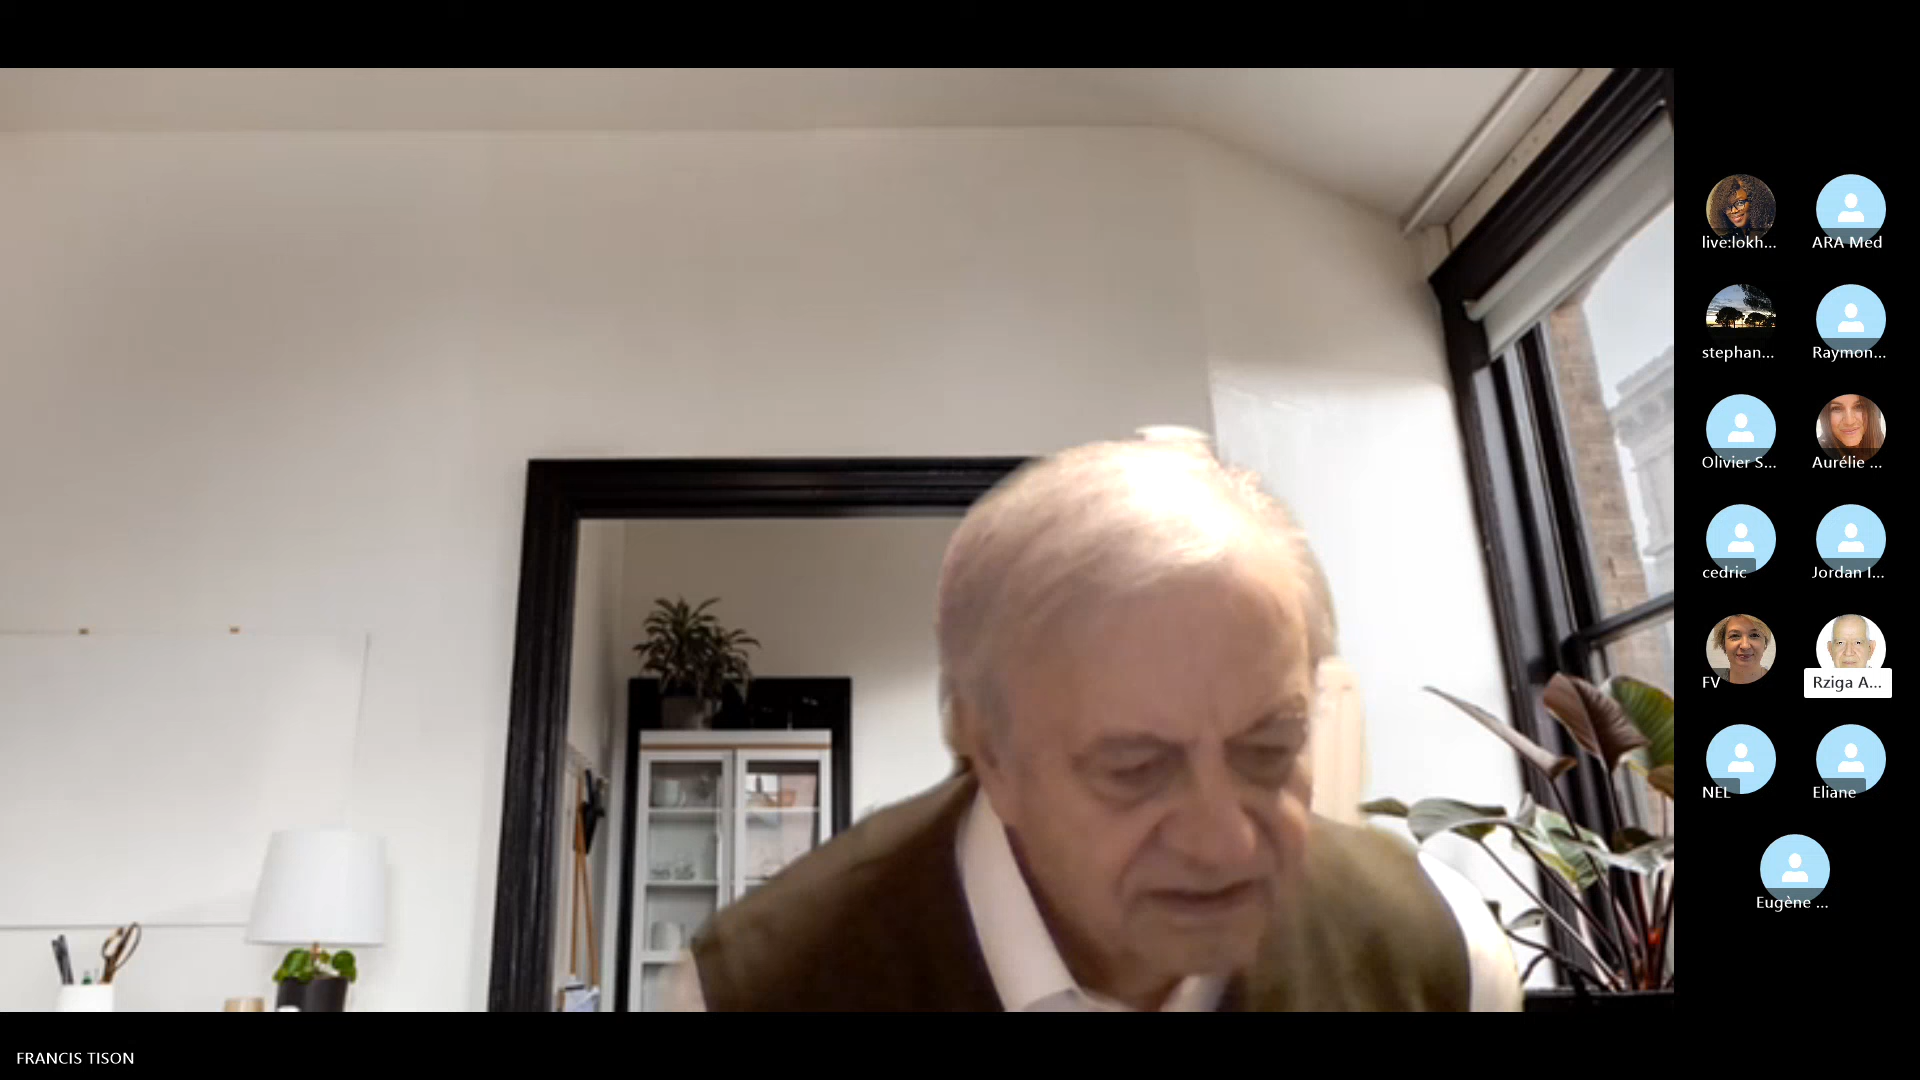 live:lokh...
ARA Med
stephan...
Raymon...
Olivier S...
Aurélie ...
cedric
Jordan I...
FV
Rziga A...
NEL
Eliane
Eugène ...
FRANCIS TISON